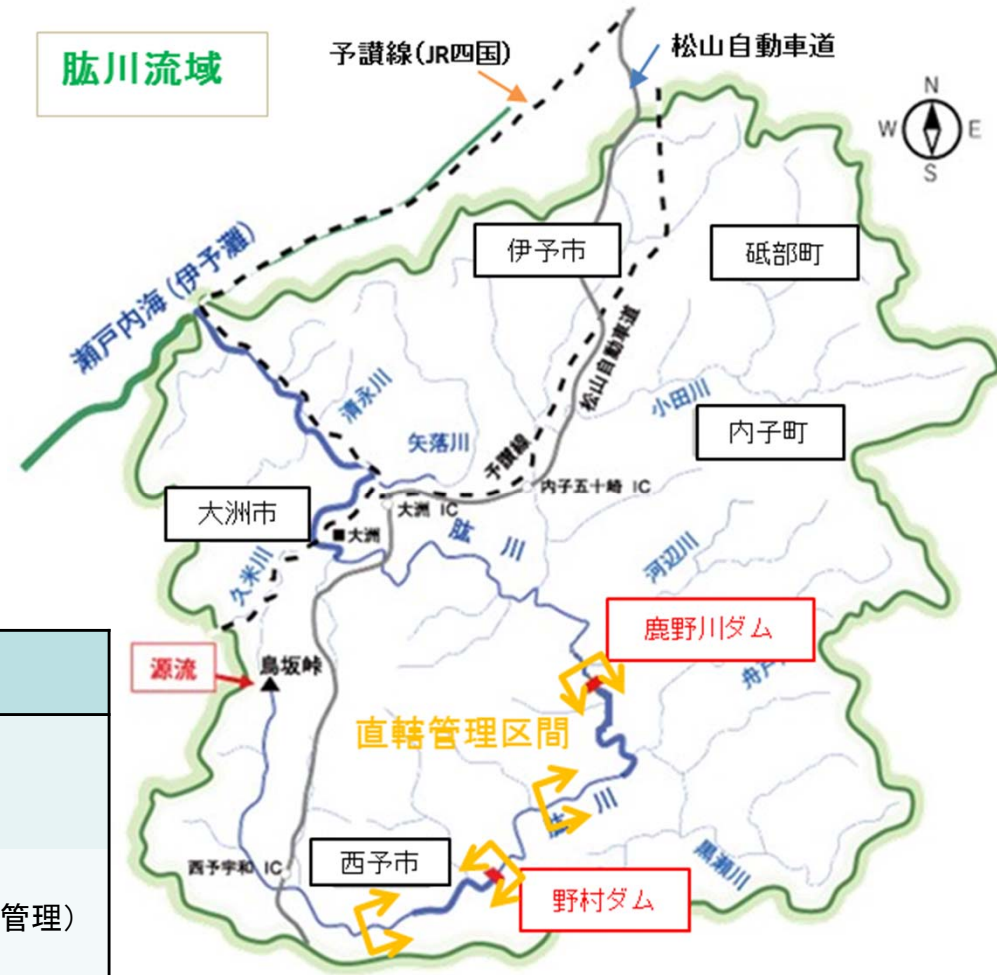 肱川流域
予讃線(JR四国)
松山自動車道
N
W
E
S
伊予市
砥部町
瀬戸内海(伊予灘)
松山自動車道
清永川
小田川
矢落川
内子町
予讃線
内子五十崎 IC
大洲市
大洲 IC
■大洲
肱川
久米川
河辺川
鹿野川ダム
源流
鳥坂峠
舟戸
直轄管理区間
肱川
西予宇和 IC
西予市
黒瀬川
野村ダム
管理)